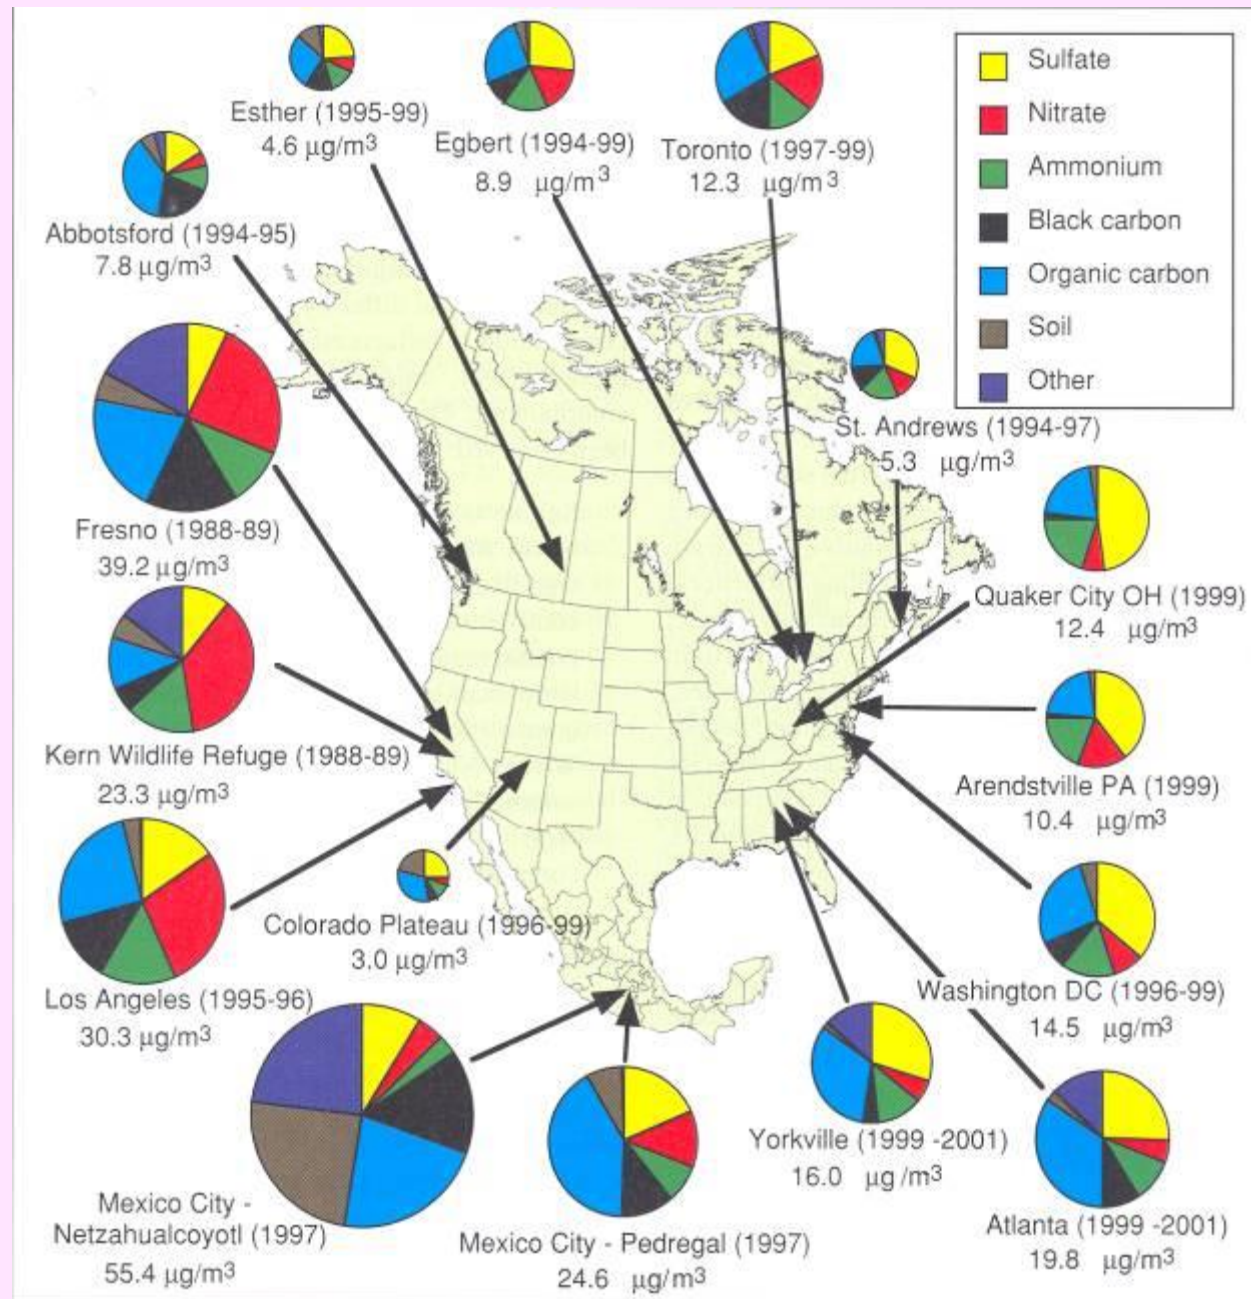 Esther (1995-99)
4.6 µg/m3
Egbert (1994-99)
8.9 µg/m3
Toronto (1997-99)
12.3 µg/m3
Sulfate
Nitrate
Ammonium
Black carbon
Organic carbon
Soil
Other
Abbotsford (1994-95)
7.8 µg/m3
St. Andrews (1994-97)
5.3 µg/m3
Fresno (1988-89)
39.2 µg/m3
Quaker City OH (1999)
12.4 µg/m3
Kern Wildlife Refuge (1988-89)
23.3 µg/m3
Arendstville PA (1999)
10.4 µg/m3
Colorado Plateau (1996-99)
3.0 µg/m3
Los Angeles (1995-96)
30.3 µg/m3
Washington DC (1996-99)
14.5 µg/m3
Yorkville (1999 -2001)
16.0 µg/m3
Mexico City -
Netzahualcoyotl (1997)
55.4 µg/m3
Mexico City - Pedregal (1997)
24.6 µg/m3
Atlanta (1999 -2001)
19.8 µg/m3